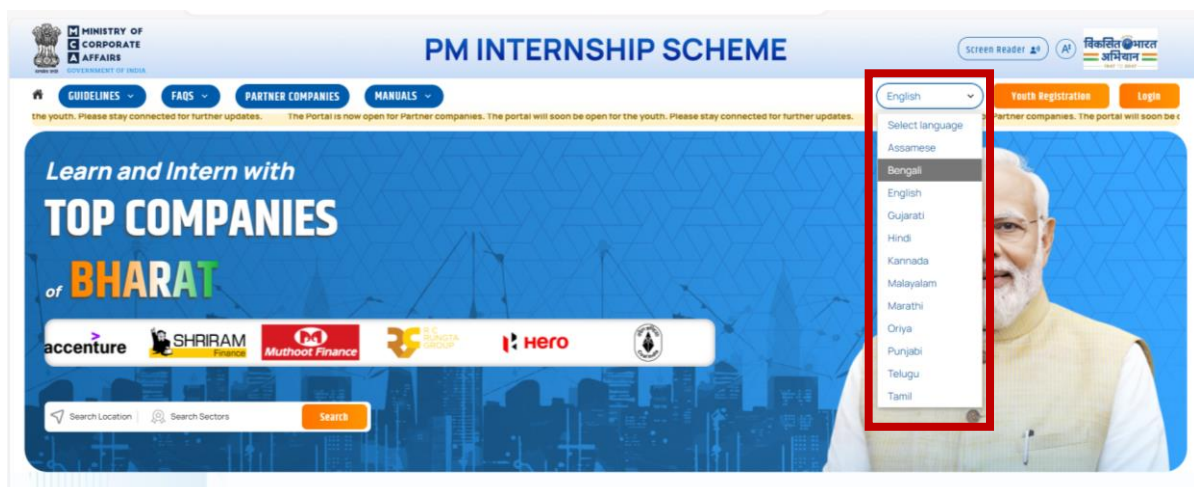 MINISTRY OF
CORPORATE
AFFAIRS
GOVERNMENT OF INDIA
PM INTERNSHIP SCHEME
Screen Reader
विकसित भारत
अभियान
GUIDELINES
FAQS
PARTNER COMPANIES
MANUALS
English
Youth Registration
Login
the youth. Please stay connected for further updates. The Portal is now open for Partner companies. The portal will soon be open for the youth. Please stay connected for further updates.
Partner companies. The portal will soon be
Select language
Assamese
Bengali
English
Gujarati
Hindi
Kannada
Malayalam
Marathi
Oriya
Punjabi
Telugu
Tamil
Learn and Intern with
TOP COMPANIES
of BHARAT
accenture
SHRIRAM
Finance
Muthoot Finance
RUNGTA
GROUP
Hero
Search Location
Search Sectors
Search